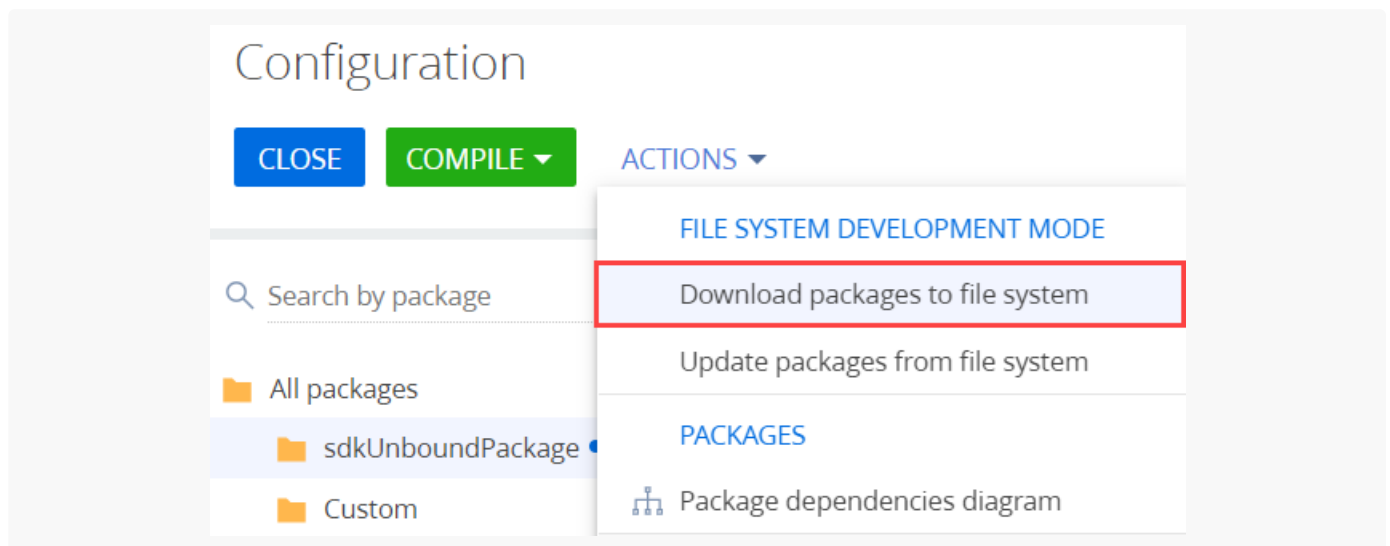 Configuration
CLOSE
COMPILE
ACTIONS
FILE SYSTEM DEVELOPMENT MODE
Search by package
Download packages to file system
Update packages from file system
All packages
PACKAGES
sdkUnboundPackage
Package dependencies diagram
Custom